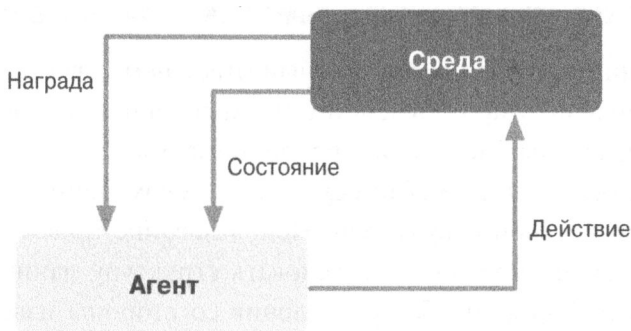 Среда
Награда
Состояние
Действие
Агент